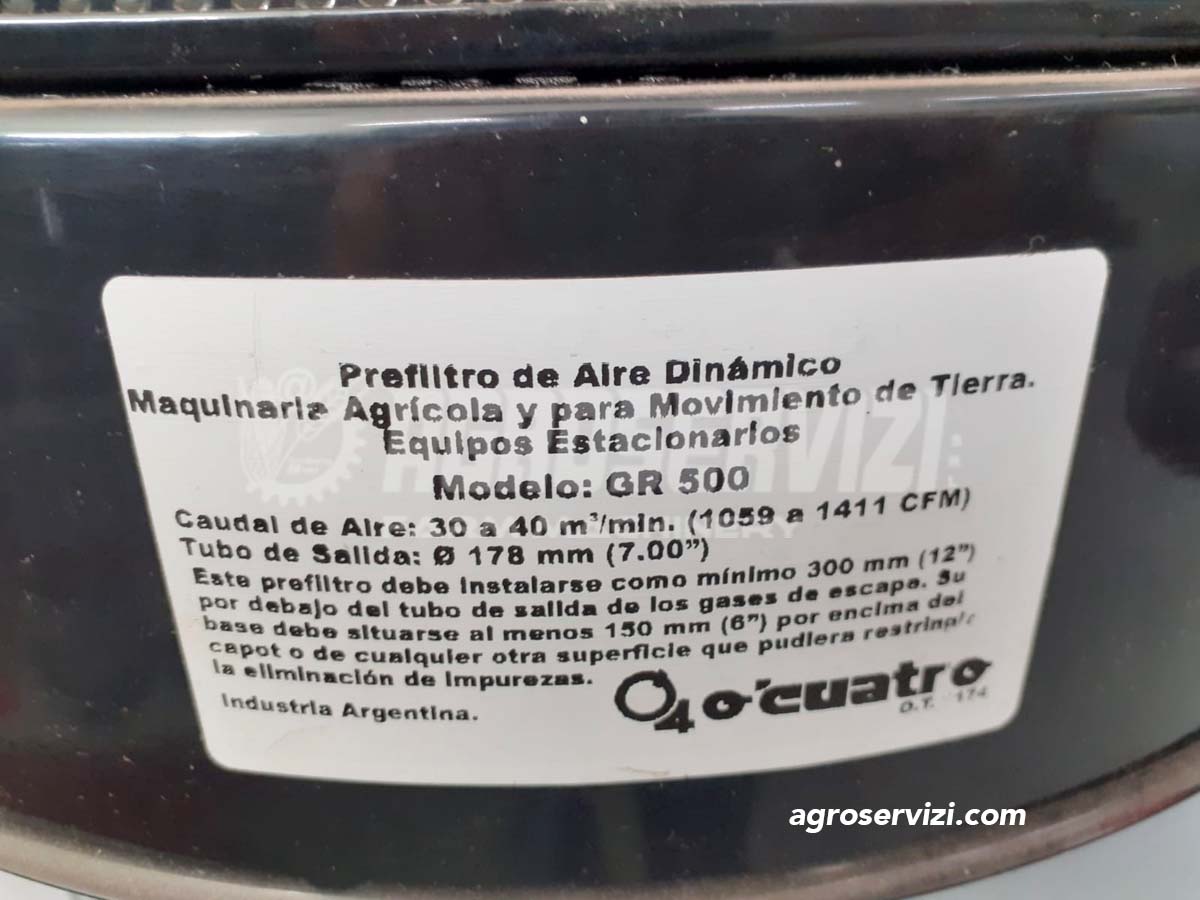 Prefiltro de Aire Dinámico
Maquinaria Agrícola y para Movimiento de Tierra.
Equipos Estacionarios
Modelo: GR 500
Caudal de Aire: 30 a 40 m³/min. (1059 a 1411 CFM)
Tubo de Salida: Ø 178 mm (7.00")
Este prefiltro debe instalarse como mínimo 300 mm (12")
por debajo del tubo de salida de los gases de escape. Su
base debe situarse al menos 150 mm (6") por encima del
capot o de cualquier otra superficie que pudiera restringir
la eliminación de impurezas.
Industria Argentina.
O4 o'cuatro
O.T. 174
AGROSERVIZI
agroservizi.com